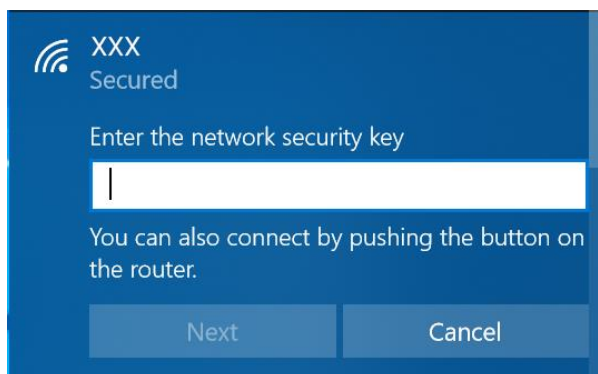 XXX
Secured
Enter the network security key
You can also connect by pushing the button on
the router.
Next Cancel